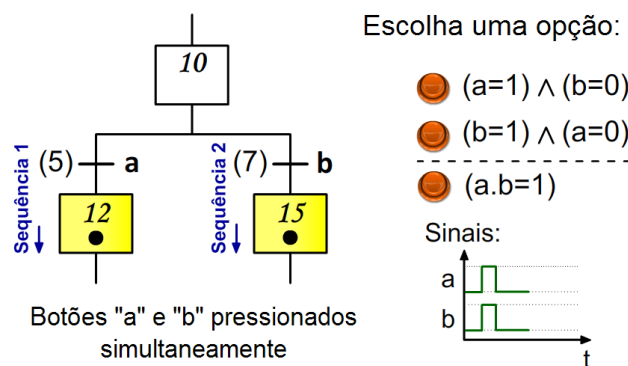 10
Sequência 1
(5)
a
12
Sequência 2
(7)
b
15
Botões "a" e "b" pressionados
simultaneamente
Escolha uma opção:
(a=1) ∧ (b=0)
(b=1) ∧ (a=0)
(a.b=1)
Sinais:
a
b
t